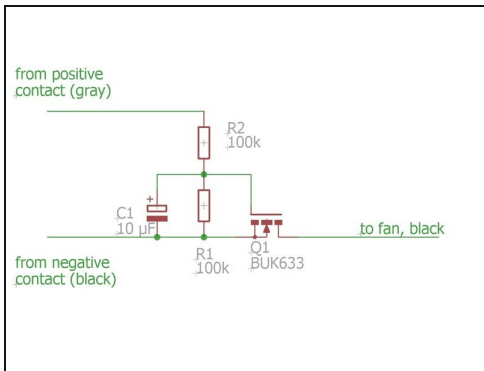 from positive
contact (gray)
R2
100k
+
C1
10 µF
R1
100k
Q1
BUK633
to fan, black
from negative
contact (black)